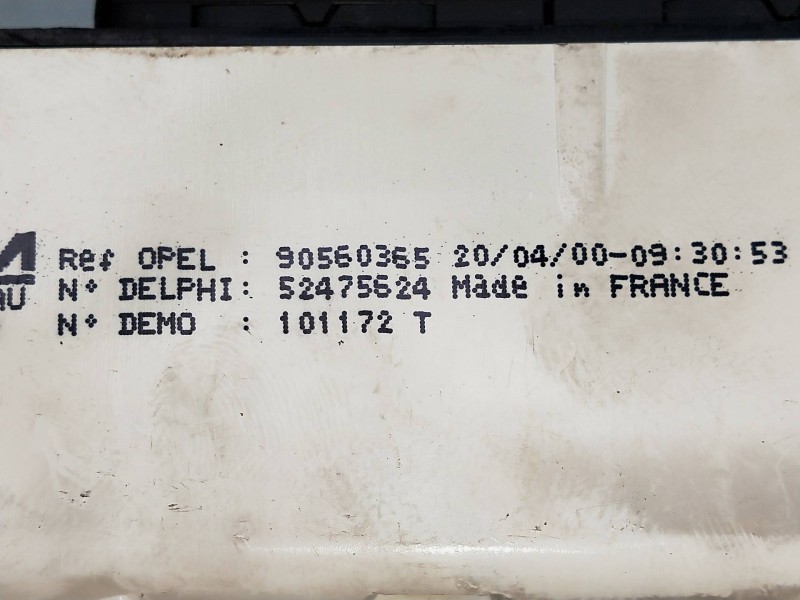 Ref OPEL : 90560365 20/04/00-09:30:53
N° DELPHI: 52475624 Made in FRANCE
N° DEMO : 101172 T